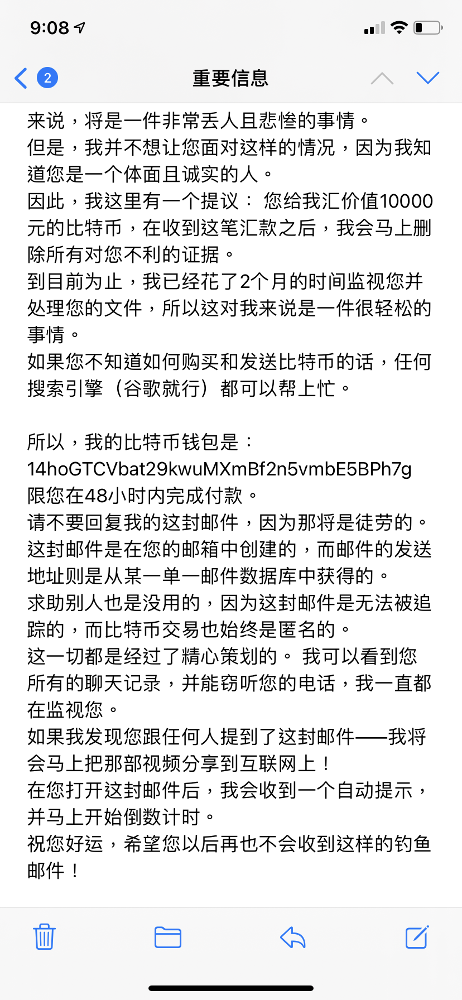 9:08
2
重要信息
来说，将是一件非常丢人且悲惨的事情。
但是，我并不想让您面对这样的情况，因为我知
道您是一个体面且诚实的人。
因此，我这里有一个提议： 您给我汇价值10000
元的比特币，在收到这笔汇款之后，我会马上删
除所有对您不利的证据。
到目前为止，我已经花了2个月的时间监视您并
处理您的文件，所以这对我来说是一件很轻松的
事情。
如果您不知道如何购买和发送比特币的话，任何
搜索引擎（谷歌就行）都可以帮上忙。
所以，我的比特币钱包是：
14hoGTCVbat29kwuMXmBf2n5vmbE5BPh7g
限您在48小时内完成付款。
请不要回复我的这封邮件，因为那将是徒劳的。
这封邮件是在您的邮箱中创建的，而邮件的发送
地址则是从某一单一邮件数据库中获得的。
求助别人也是没用的，因为这封邮件是无法被追
踪的，而比特币交易也始终是匿名的。
这一切都是经过了精心策划的。 我可以看到您
所有的聊天记录，并能窃听您的电话，我一直都
在监视您。
如果我发现您跟任何人提到了这封邮件——我将
会马上把那部视频分享到互联网上！
在您打开这封邮件后，我会收到一个自动提示，
并马上开始倒数计时。
祝您好运，希望您以后再也不会收到这样的钓鱼
邮件！